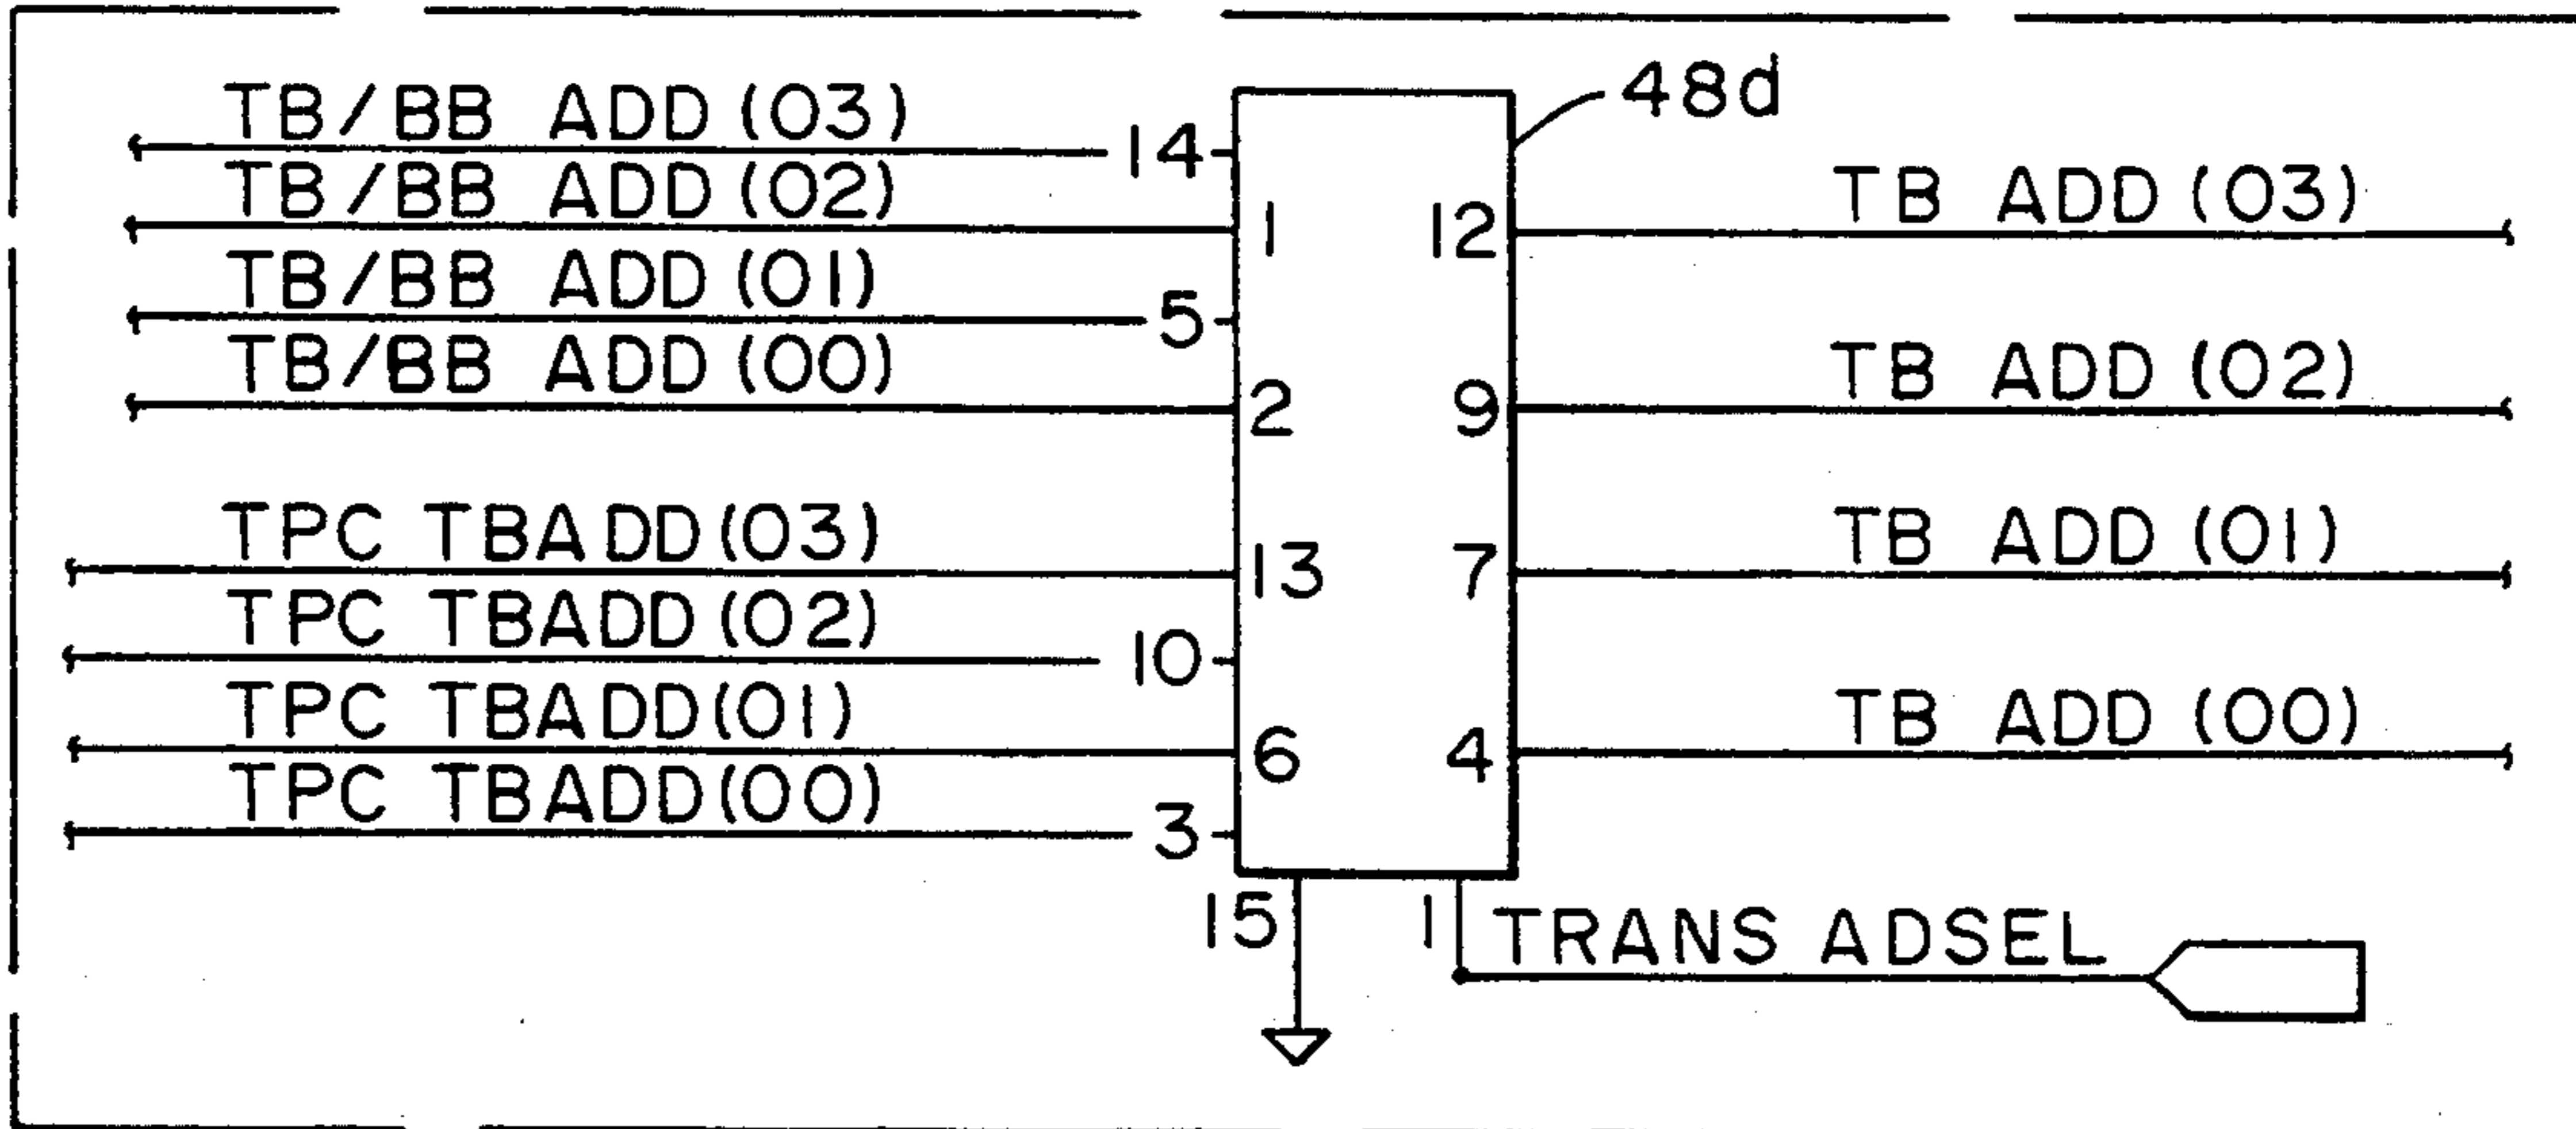 48d
TB/BB ADD (03)
14
TB/BB ADD (02)
1
TB/BB ADD (01)
5
TB/BB ADD (00)
2
TPC TBADD (03)
13
TPC TBADD (02)
10
TPC TBADD (01)
6
TPC TBADD (00)
3
12
TB ADD (03)
9
TB ADD (02)
7
TB ADD (01)
4
TB ADD (00)
15
1
TRANS ADSEL